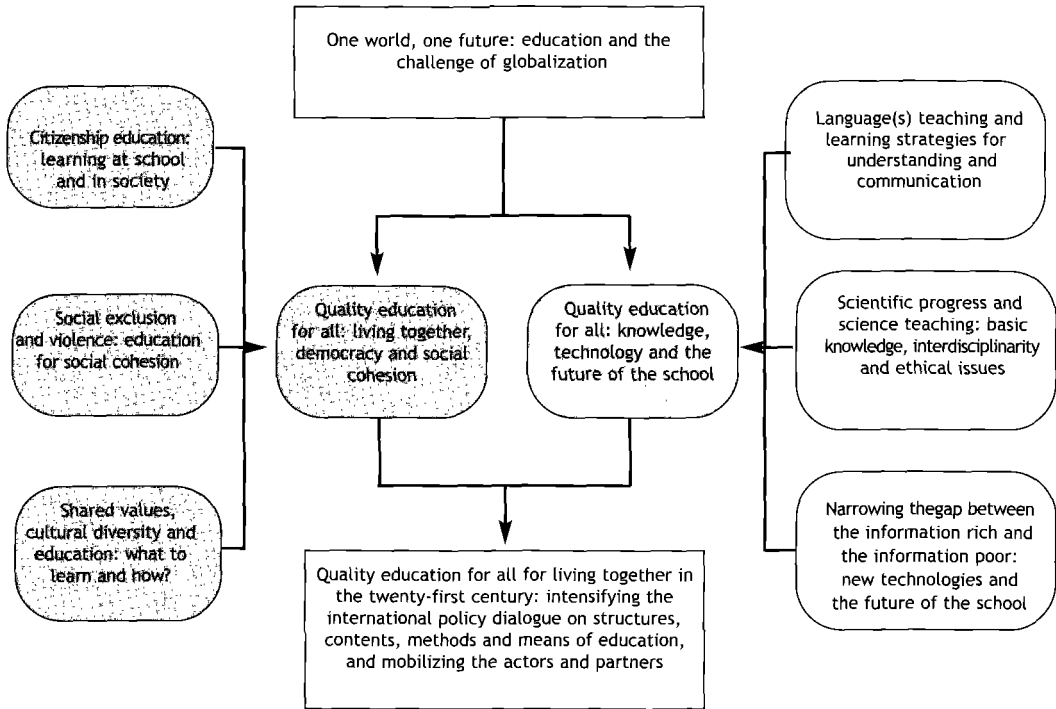 One world, one future: education and the
challenge of globalization
Citizenship education:
learning at school
and in society
Social exclusion
and violence: education
for social cohesion
Shared values,
cultural diversity and
education: what to
learn and how?
Quality education
for all: living together,
democracy and social
cohesion
Quality education
for all: knowledge,
technology and the
future of the school
Language(s) teaching and
learning strategies for
understanding and
communication
Scientific progress and
science teaching: basic
knowledge, interdisciplinarity
and ethical issues
Narrowing thegap between
the information rich and
the information poor:
new technologies and
the future of the school
Quality education for all for living together in
the twenty-first century: intensifying the
international policy dialogue on structures,
contents, methods and means of education,
and mobilizing the actors and partners